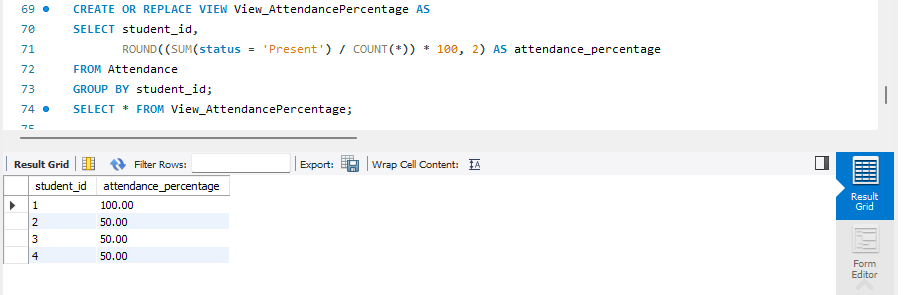 69 CREATE OR REPLACE VIEW View_AttendancePercentage AS
70 SELECT student_id,
71 ROUND((SUM(status = 'Present') / COUNT(*)) * 100, 2) AS attendance_percentage
72 FROM Attendance
73 GROUP BY student_id;
74 SELECT * FROM View_AttendancePercentage;
75
Result Grid Filter Rows: Export: Wrap Cell Content: IA
student_id attendance_percentage
1 100.00
2 50.00
3 50.00
4 50.00
Result
Grid
Form
Editor